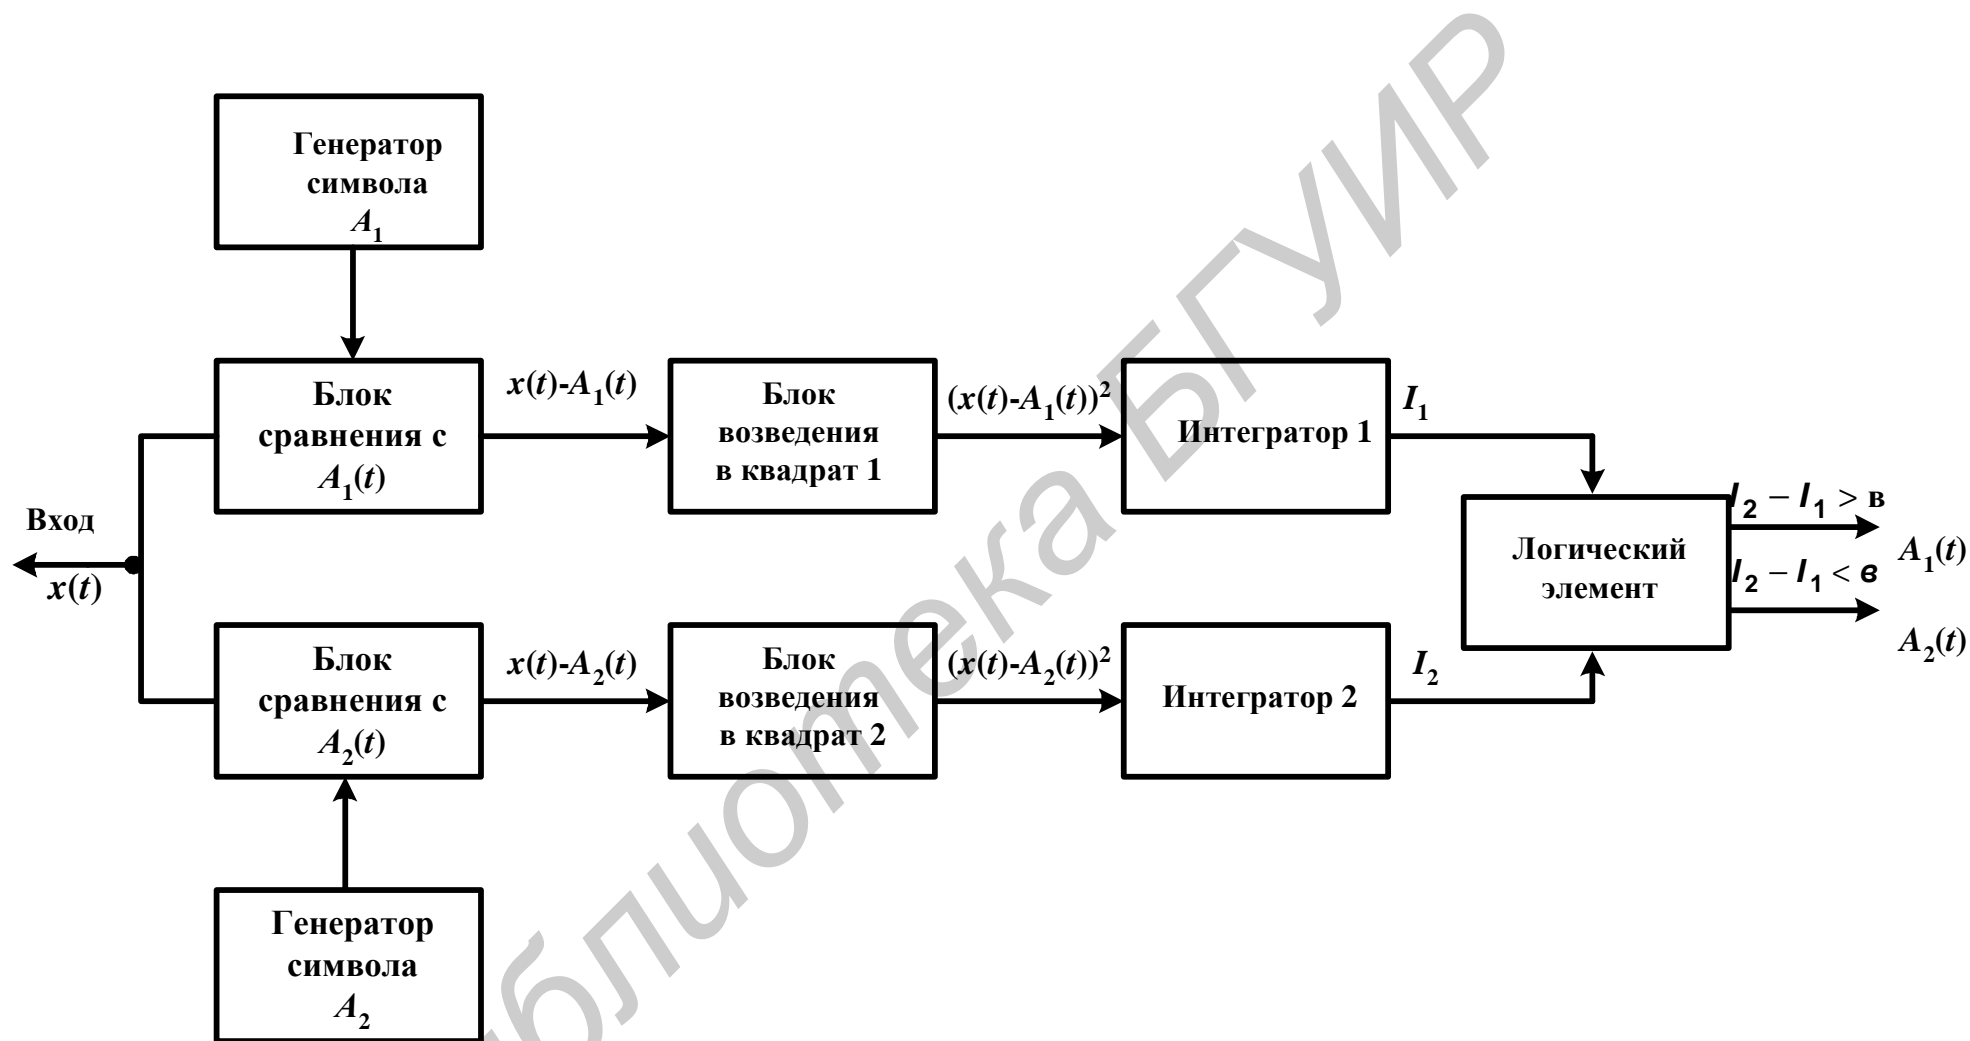 Генератор
символа
A₁
Блок
сравнения с
A₁(t)
x(t)-A₁(t)
Блок
возведения
в квадрат 1
(x(t)-A₁(t))²
Интегратор 1
I₁
Вход
x(t)
Логический
элемент
I₂ – I₁ > в
A₁(t)
I₂ – I₁ < в
A₂(t)
Блок
сравнения с
A₂(t)
x(t)-A₂(t)
Блок
возведения
в квадрат 2
(x(t)-A₂(t))²
Интегратор 2
I₂
Генератор
символа
A₂
блиотека БГУИР